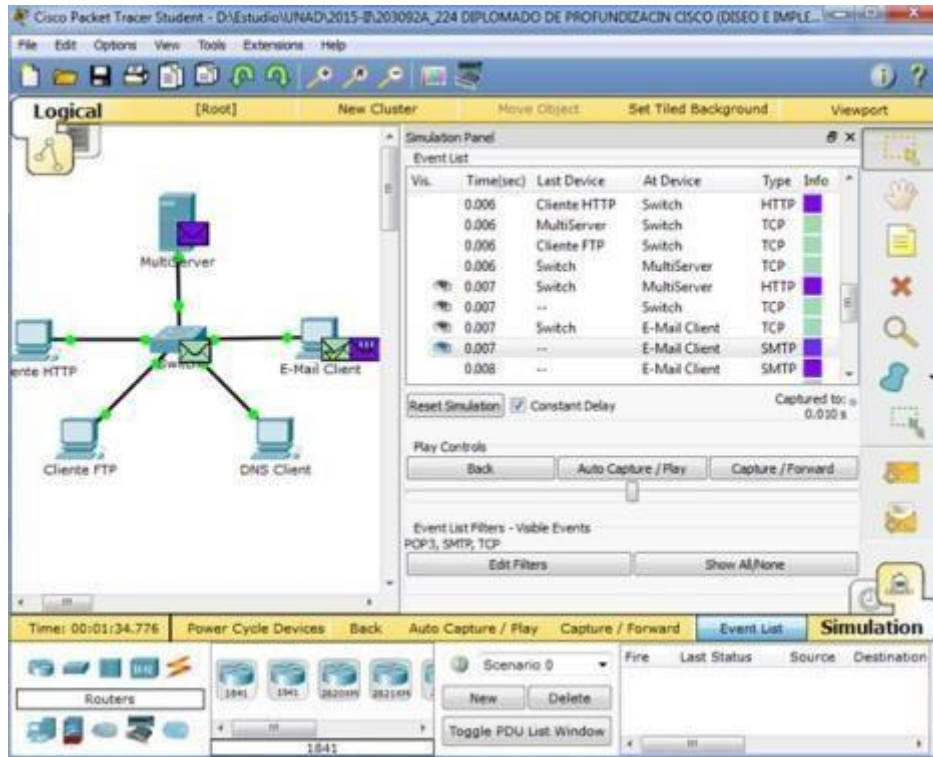 Cisco Packet Tracer Student - D:\Estudio\UNAD\2015-II\203092A_224 DIPLOMADO DE PROFUNDIZACIN CISCO (DISEO E IMPLE...
File Edit Options View Tools Extensions Help
Logical [Root] New Cluster Move Object Set Tiled Background Viewport
Simulation Panel
Event List
Vis. Time(sec) Last Device At Device Type Info
0.006 Cliente HTTP Switch HTTP
0.006 MultiServer Switch TCP
0.006 Cliente FTP Switch TCP
0.006 Switch MultiServer TCP
0.007 Switch MultiServer HTTP
0.007 -- Switch TCP
0.007 Switch E-Mail Client TCP
0.007 -- E-Mail Client SMTP
0.008 -- E-Mail Client SMTP
Reset Simulation Constant Delay Captured to:
0.010 s
Play Controls
Back Auto Capture / Play Capture / Forward
Event List Filters - Visible Events
POP3, SMTP, TCP
Edit Filters Show All/None
MultiServer
Switch
ente HTTP
E-Mail Client
Cliente FTP
DNS Client
Time: 00:01:34.776 Power Cycle Devices Back Auto Capture / Play Capture / Forward Event List Simulation
Routers
1841 1941 2620XM 2621XM
1841
Scenario 0
New Delete
Toggle PDU List Window
Fire Last Status Source Destination